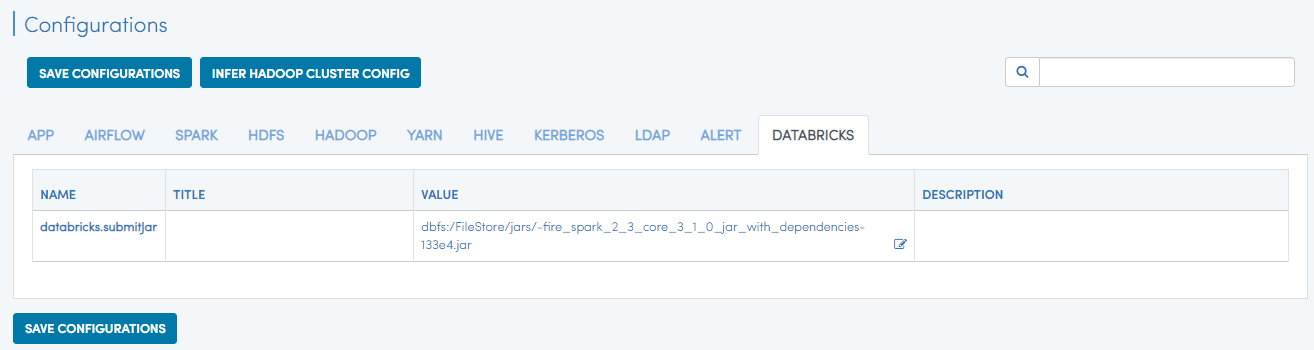 Configurations
SAVE CONFIGURATIONS INFER HADOOP CLUSTER CONFIG
APP AIRFLOW SPARK HDFS HADOOP YARN HIVE KERBEROS LDAP ALERT DATABRICKS
NAME TITLE VALUE DESCRIPTION
databricks.submitJar dbfs:/FileStore/jars/-fire_spark_2_3_core_3_1_0_jar_with_dependencies-
133e4.jar
SAVE CONFIGURATIONS